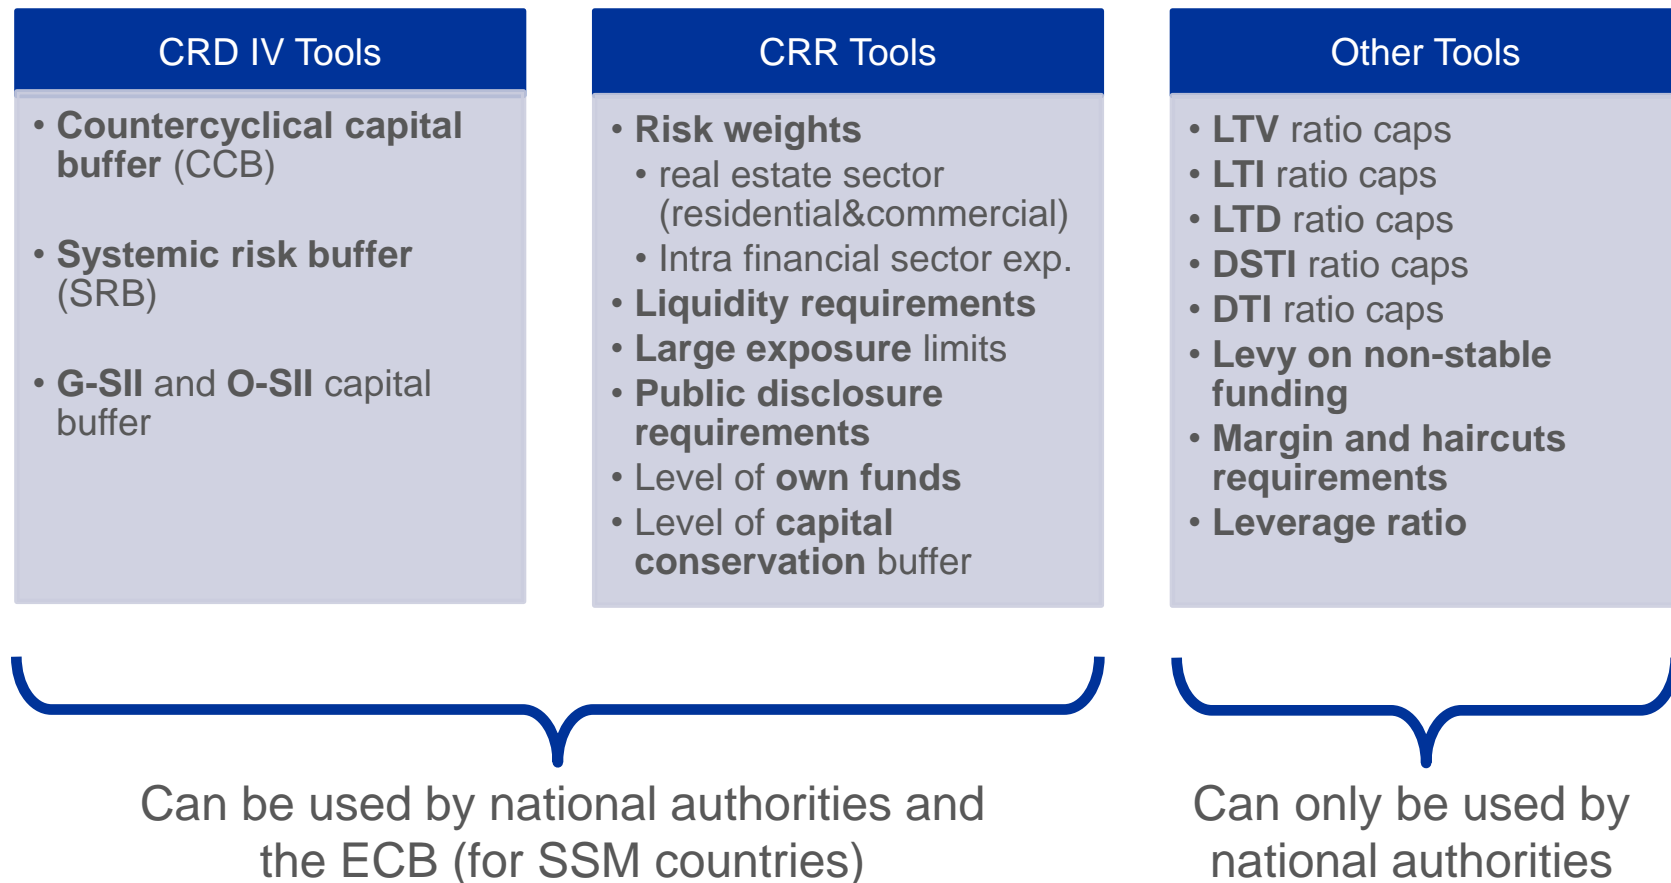 CRD IV Tools
• Countercyclical capital
buffer (CCB)
• Systemic risk buffer
(SRB)
• G-SII and O-SII capital
buffer
CRR Tools
• Risk weights
• real estate sector
(residential&commercial)
• Intra financial sector exp.
• Liquidity requirements
• Large exposure limits
• Public disclosure
requirements
• Level of own funds
• Level of capital
conservation buffer
Other Tools
• LTV ratio caps
• LTI ratio caps
• LTD ratio caps
• DSTI ratio caps
• DTI ratio caps
• Levy on non-stable
funding
• Margin and haircuts
requirements
• Leverage ratio
Can be used by national authorities and
the ECB (for SSM countries)
Can only be used by
national authorities